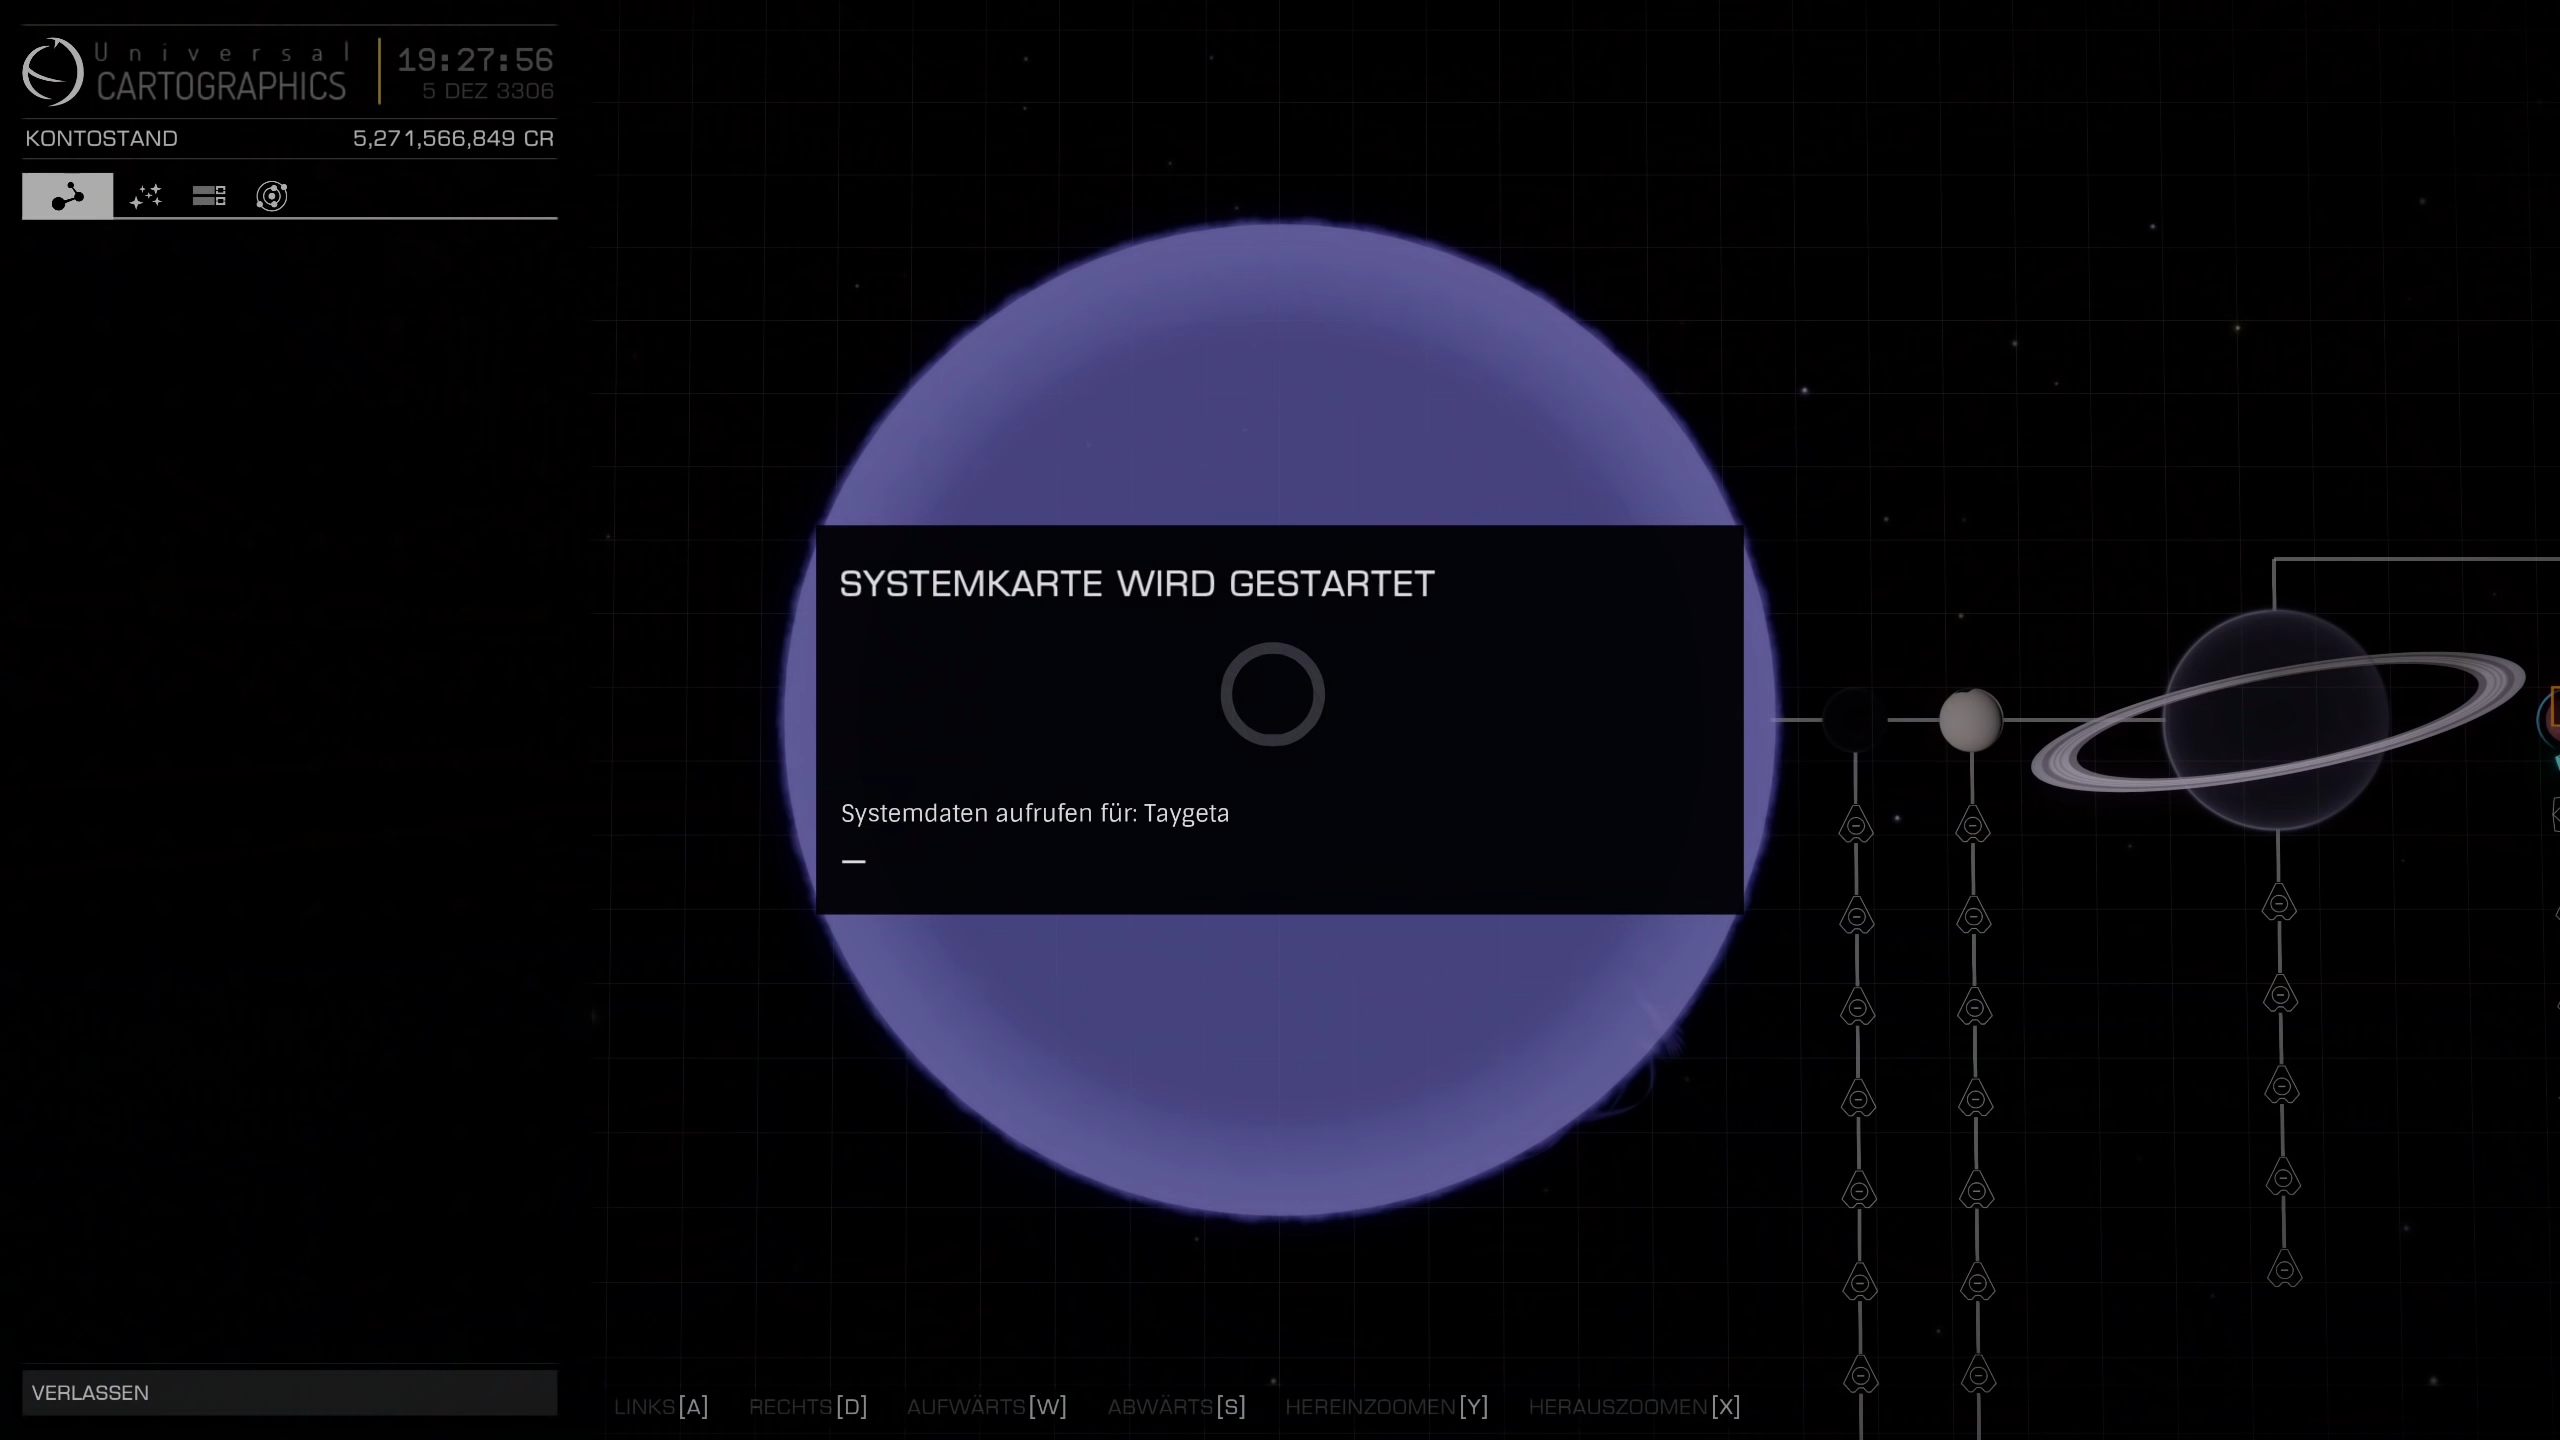 Universal
CARTOGRAPHICS
19:27:56
5 DEZ 3306
KONTOSTAND 5,271,566,849 CR
SYSTEMKARTE WIRD GESTARTET
Systemdaten aufrufen für: Taygeta
VERLASSEN
LINKS[A] RECHTS[D] AUFWÄRTS[W] ABWÄRTS[S] HEREINZOOMEN[Y] HERAUSZOOMEN[X]